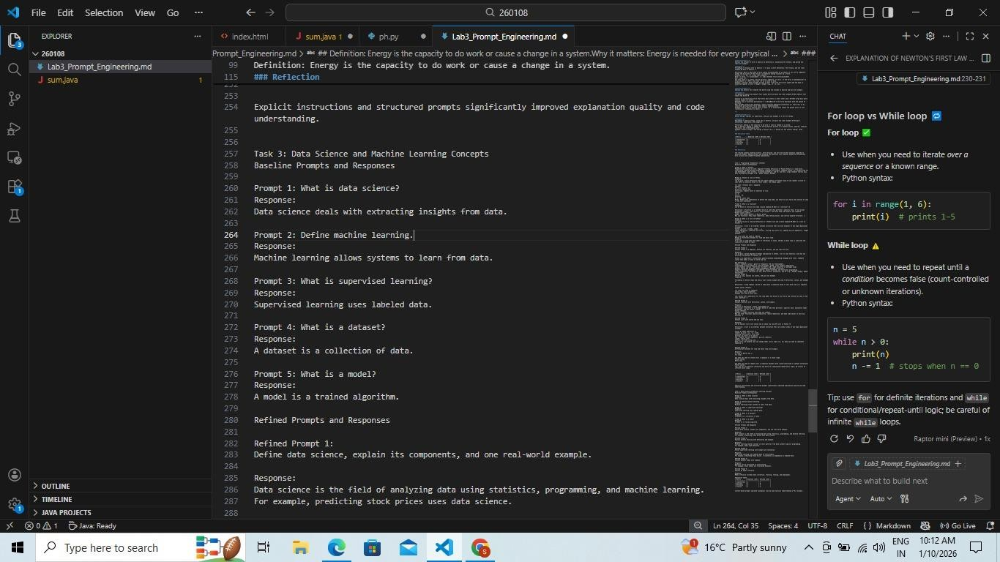 File Edit Selection View Go ···
260108
EXPLORER
260108
Lab3_Prompt_Engineering.md
sum.java 1
OUTLINE
TIMELINE
JAVA PROJECTS
index.html
sum.java 1
ph.py
Lab3_Prompt_Engineering.md
Prompt_Engineering.md > ## Definition: Energy is the capacity to do work or cause a change in a system.Why it matters: Energy is needed for every physical ... > ###
99 Definition: Energy is the capacity to do work or cause a change in a system.
115 ### Reflection
252
253
254 Explicit instructions and structured prompts significantly improved explanation quality and code
understanding.
255
256
257 Task 3: Data Science and Machine Learning Concepts
258 Baseline Prompts and Responses
259
260 Prompt 1: What is data science?
261 Response:
262 Data science deals with extracting insights from data.
263
264 Prompt 2: Define machine learning.
265 Response:
266 Machine learning allows systems to learn from data.
267
268 Prompt 3: What is supervised learning?
269 Response:
270 Supervised learning uses labeled data.
271
272 Prompt 4: What is a dataset?
273 Response:
274 A dataset is a collection of data.
275
276 Prompt 5: What is a model?
277 Response:
278 A model is a trained algorithm.
279
280 Refined Prompts and Responses
281
282 Refined Prompt 1:
283 Define data science, explain its components, and one real-world example.
284
285 Response:
286 Data science is the field of analyzing data using statistics, programming, and machine learning.
287 For example, predicting stock prices uses data science.
288
CHAT
EXPLANATION OF NEWTON'S FIRST LAW ...
Lab3_Prompt_Engineering.md:230-231
For loop vs While loop 🔁
For loop ✅
• Use when you need to iterate over a
sequence or a known range.
• Python syntax:
for i in range(1, 6):
print(i) # prints 1–5
While loop ⚠️
• Use when you need to repeat until a
condition becomes false (count-controlled
or unknown iterations).
• Python syntax:
n = 5
while n > 0:
print(n)
n -= 1 # stops when n == 0
Tip: use for for definite iterations and while
for conditional/repeat-until logic; be careful of
infinite while loops.
Raptor mini (Preview) • 1x
Lab3_Prompt_Engineering.md +
Describe what to build next
Agent Auto
0 1 Java: Ready
Ln 264, Col 35 Spaces: 4 UTF-8 CRLF { } Markdown Go Live
Type here to search
16°C Partly sunny
ENG
IN
10:12 AM
1/10/2026